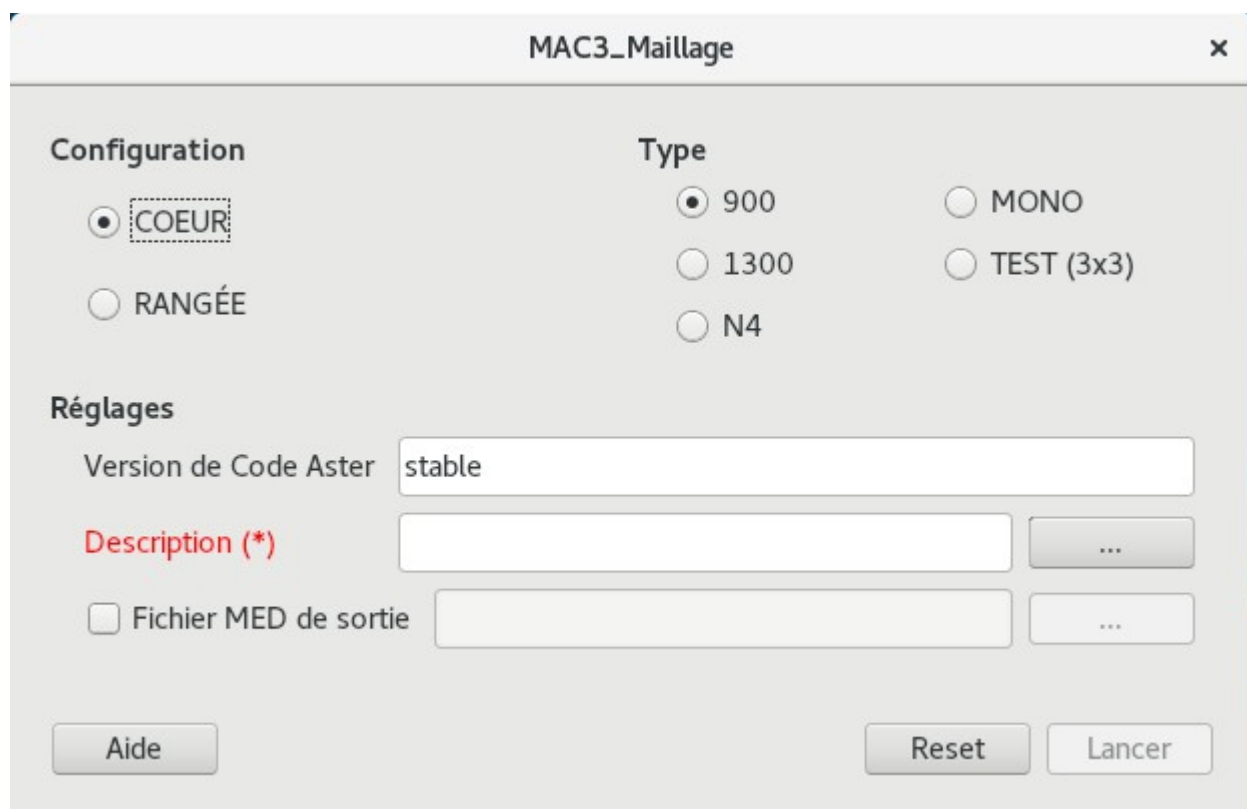 MAC3_Maillage ×
Configuration
COEUR
RANGÉE
Type
900 MONO
1300 TEST (3x3)
N4
Réglages
Version de Code Aster stable
Description (*) ...
Fichier MED de sortie ...
Aide Reset Lancer